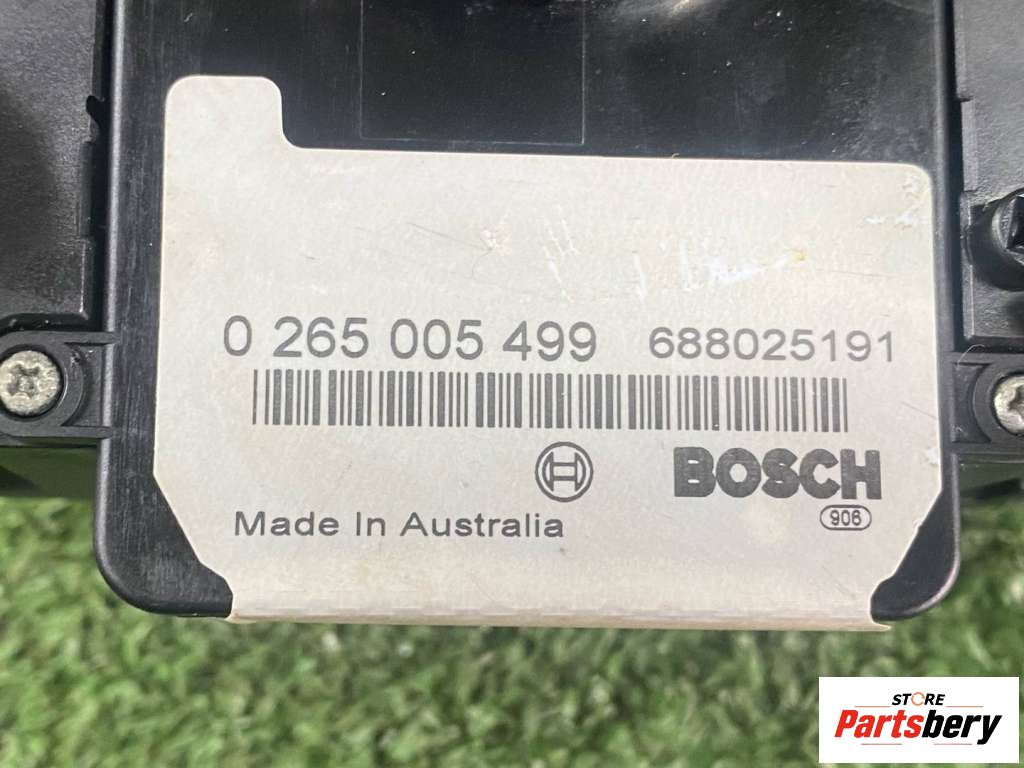 0 265 005 499 688025191
BOSCH
906
Made In Australia
STORE
Partsbery